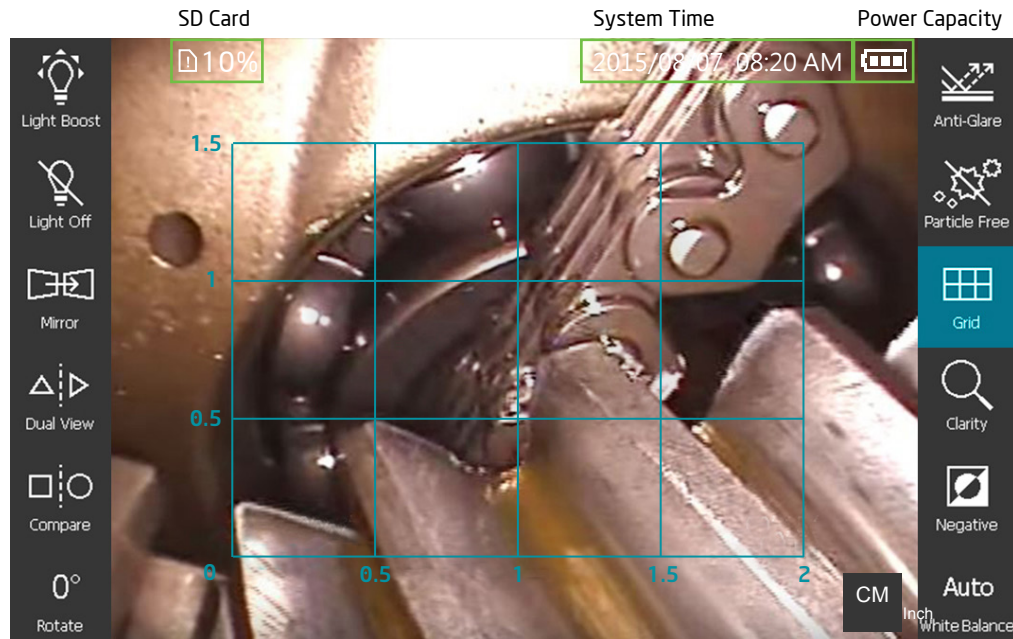 SD Card System Time Power Capacity
10% 2015/08/07 08:20 AM
Light Boost
Light Off
Mirror
Dual View
Compare
0°
Rotate
1.5
1
0.5
0
0.5
1
1.5
2
CM
Inch
Anti-Glare
Particle Free
Grid
Clarity
Negative
Auto
White Balance